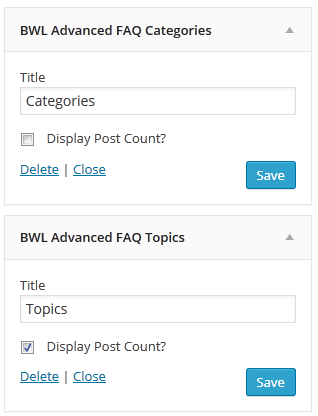 BWL Advanced FAQ Categories
Title
Categories
Display Post Count?
Delete | Close
Save
BWL Advanced FAQ Topics
Title
Topics
Display Post Count?
Delete | Close
Save